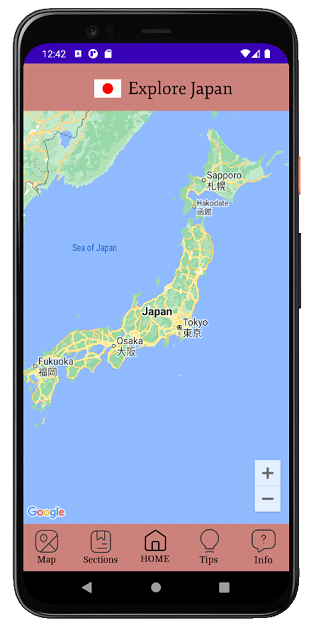 12:42
Explore Japan
Sapporo
札幌
Hakodate
函館
Sea of Japan
Japan
Tokyo
東京
Osaka
大阪
Fukuoka
福岡
+
−
Google
Map Sections HOME Tips Info